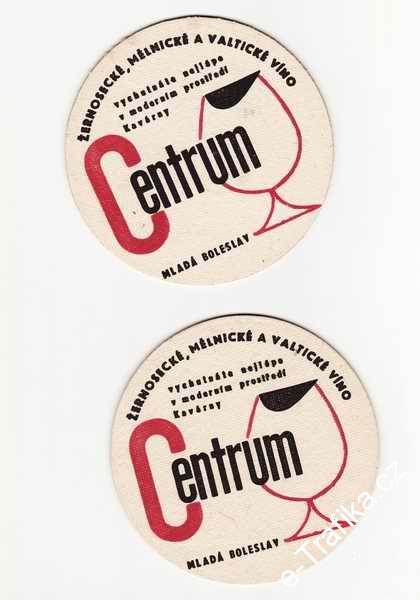 ŽERNOSECKÉ, MĚLNICKÉ A VALTICKÉ VÍNO
vychutnáte nejlépe
v moderním prostředí
Kavárny
Centrum
MLADÁ BOLESLAV
ŽERNOSECKÉ, MĚLNICKÉ A VALTICKÉ VÍNO
vychutnáte nejlépe
v moderním prostředí
Kavárny
Centrum
MLADÁ BOLESLAV
e-Trafika.cz